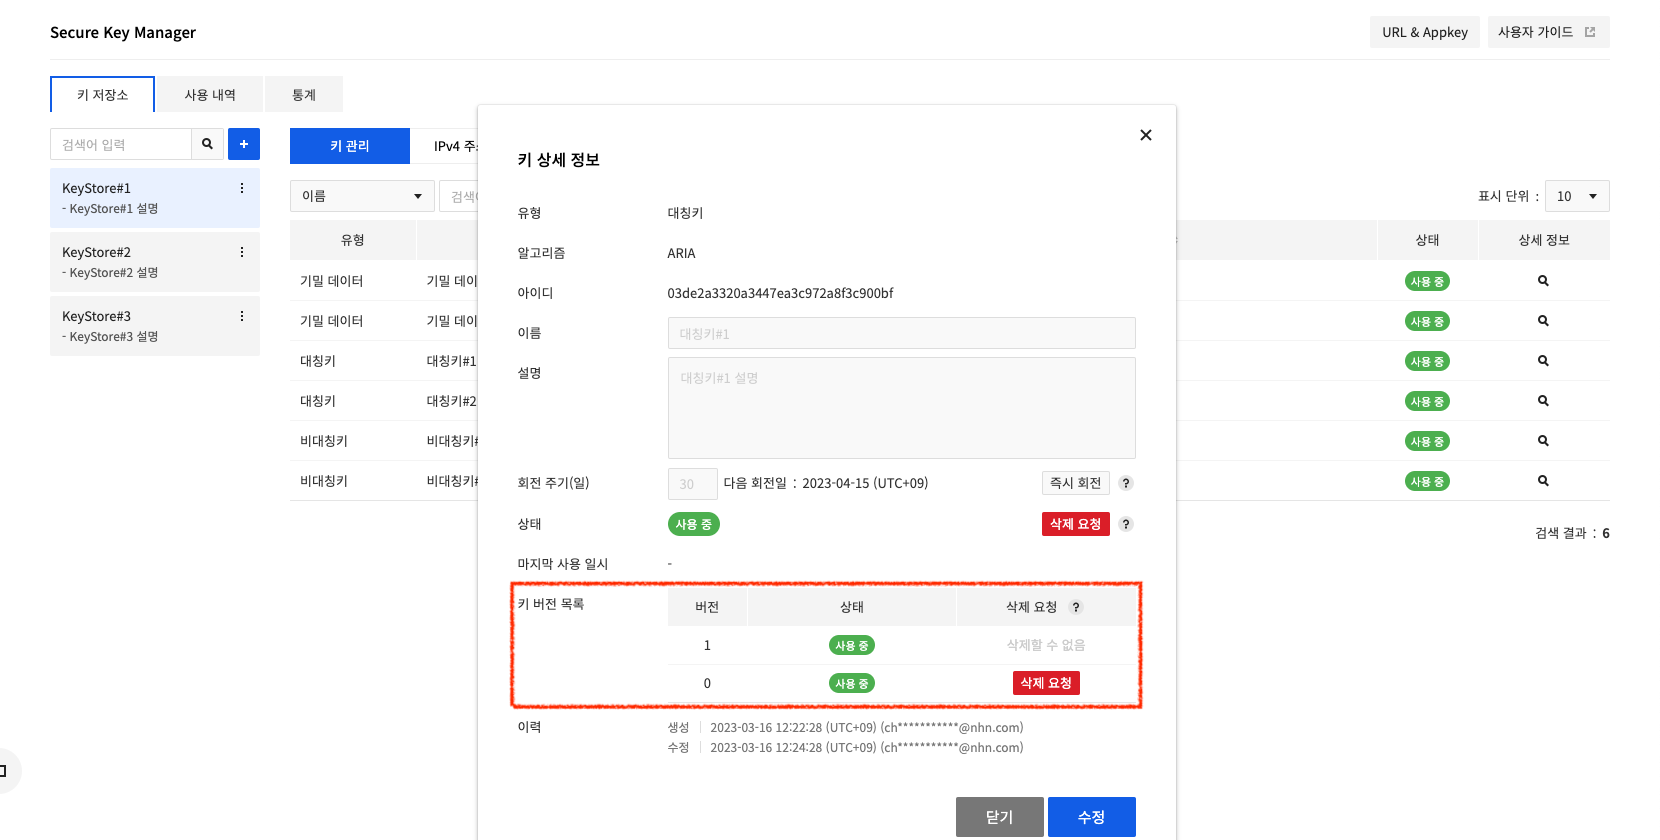 Secure Key Manager
URL & Appkey
사용자 가이드
키 저장소
사용 내역
통계
검색어 입력
+
KeyStore#1
- KeyStore#1 설명
KeyStore#2
- KeyStore#2 설명
KeyStore#3
- KeyStore#3 설명
키 관리
IPv4
이름
표시 단위 : 10
유형
상태
상세 정보
기밀 데이터
사용 중
기밀 데이터
사용 중
대칭키 대칭키#1
사용 중
대칭키 대칭키#2
사용 중
비대칭키 비대칭키
사용 중
비대칭키 비대칭키
사용 중
검색 결과 : 6
키 상세 정보
유형 대칭키
알고리즘 ARIA
아이디 03de2a3320a3447ea3c972a8f3c900bf
이름 대칭키#1
설명 대칭키#1 설명
회전 주기(일) 30 다음 회전일 : 2023-04-15 (UTC+09) 즉시 회전 ?
상태 사용 중 삭제 요청 ?
마지막 사용 일시 -
키 버전 목록 버전 상태 삭제 요청 ?
1 사용 중 삭제할 수 없음
0 사용 중 삭제 요청
이력 생성 2023-03-16 12:22:28 (UTC+09) (ch***********@nhn.com)
수정 2023-03-16 12:24:28 (UTC+09) (ch***********@nhn.com)
닫기 수정